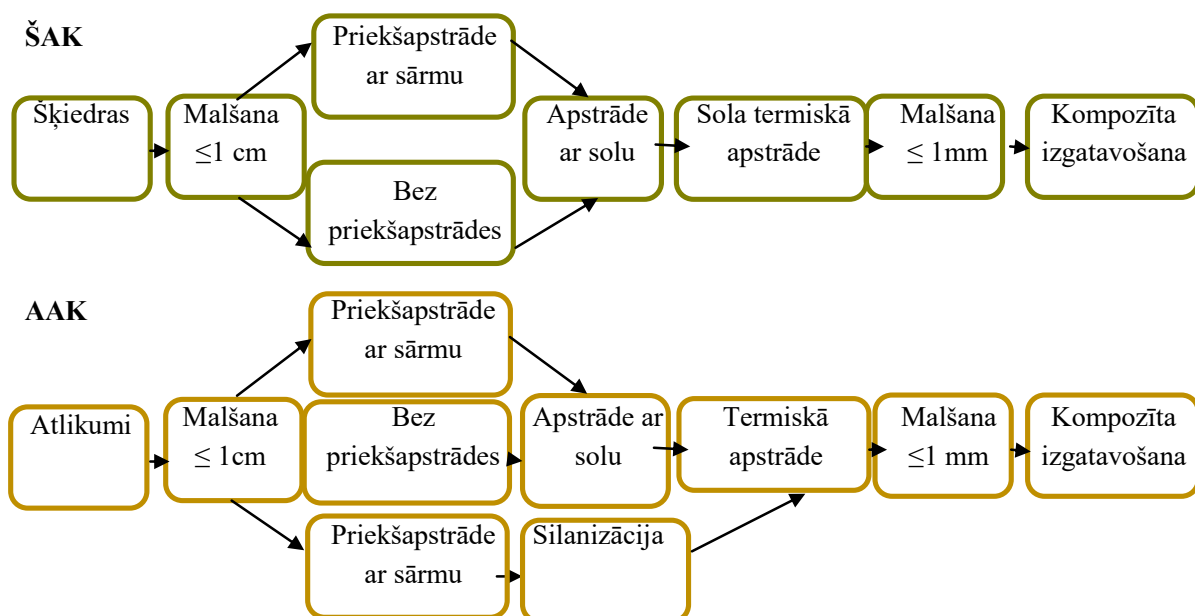 ŠAK
Priekšapstrāde
ar sārmu
Šķiedras
Malšana
≤1 cm
Bez
priekšapstrādes
Apstrāde
ar solu
Sola termiskā
apstrāde
Malšana
≤ 1mm
Kompozīta
izgatavošana
AAK
Priekšapstrāde
ar sārmu
Atlikumi
Malšana
≤ 1cm
Bez
priekšapstrādes
Apstrāde ar
solu
Termiskā
apstrāde
Malšana
≤1 mm
Kompozīta
izgatavošana
Priekšapstrāde
ar sārmu
Silanizācija